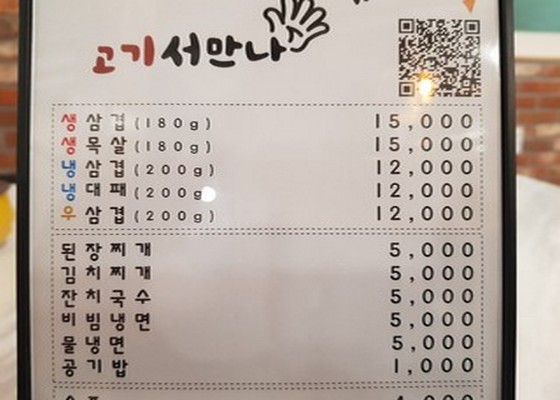 고기서만나
생삼겹(180g) 15,000
생목살(180g) 15,000
냉삼겹(200g) 12,000
냉대패(200g) 12,000
우삼겹(200g) 12,000
된장찌개 5,000
김치찌개 5,000
잔치국수 5,000
비빔냉면 5,000
물냉면 5,000
공기밥 1,000